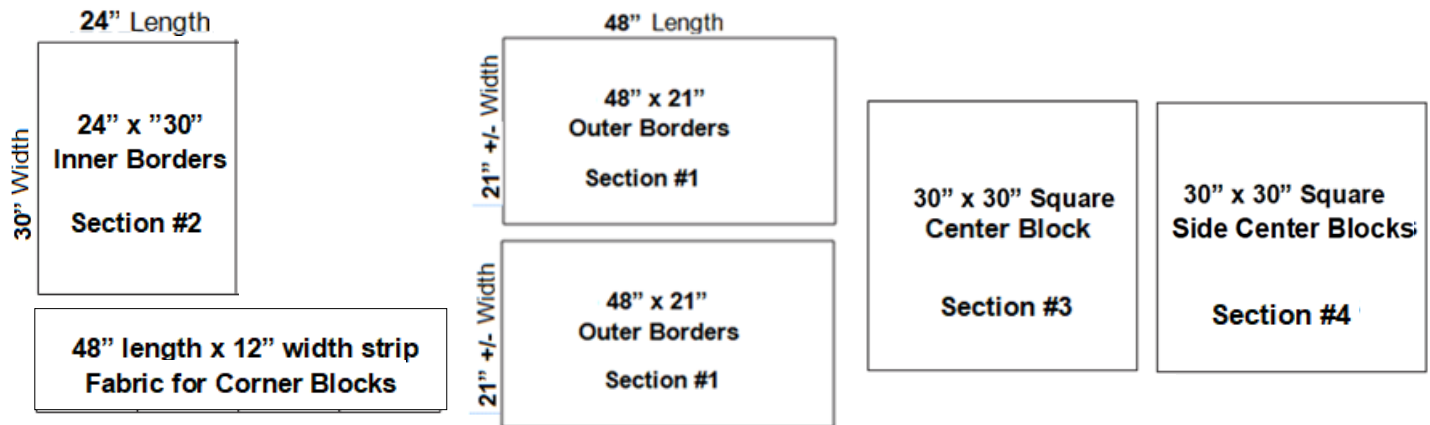 24” Length
30” Width
24” x ”30”
Inner Borders
Section #2
48” length x 12” width strip
Fabric for Corner Blocks
48” Length
21” +/- Width
48” x 21”
Outer Borders
Section #1
21” +/- Width
48” x 21”
Outer Borders
Section #1
30” x 30” Square
Center Block
Section #3
30” x 30” Square
Side Center Blocks
Section #4